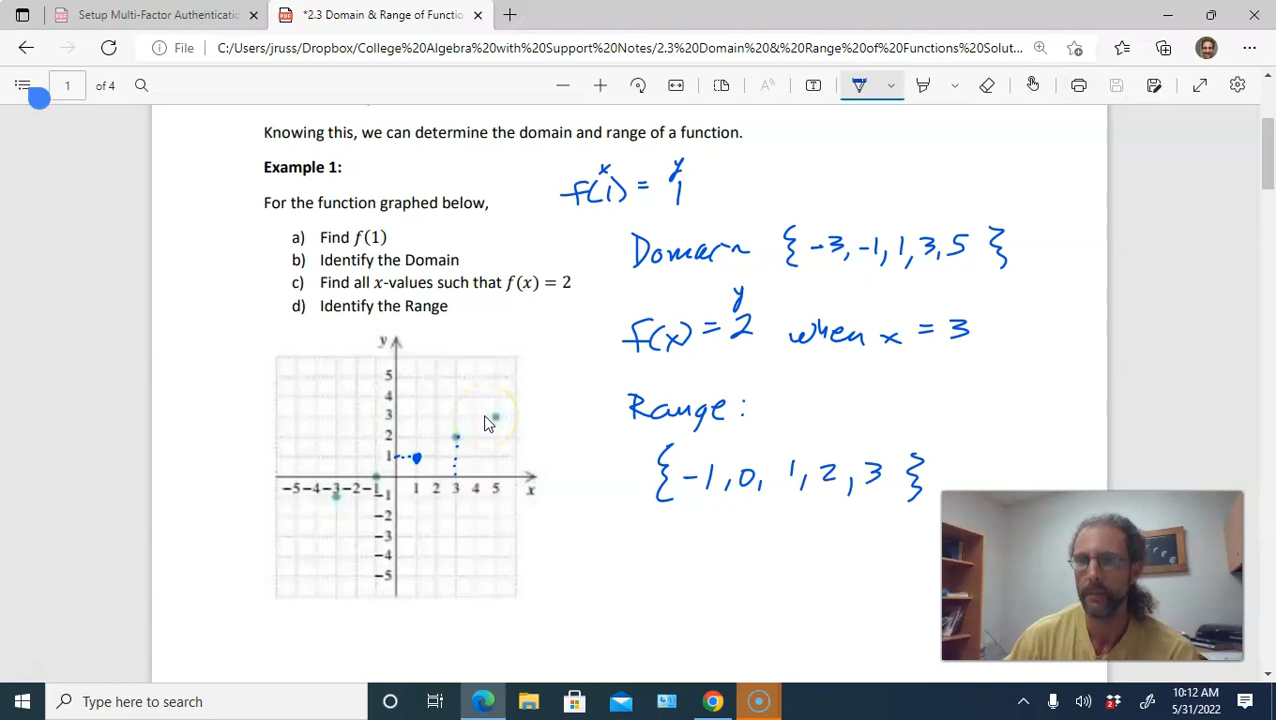 Setup Multi-Factor Authenticatio
*2.3 Domain & Range of Functio
File C:/Users/jruss/Dropbox/College%20Algebra%20with%20Support%20Notes/2.3%20Domain%20&%20Range%20of%20Functions%20Solut...
1 of 4
Knowing this, we can determine the domain and range of a function.
Example 1:
For the function graphed below,
a) Find f(1)
b) Identify the Domain
c) Find all x-values such that f(x) = 2
d) Identify the Range
x y
f(1) = 1
Domain { -3, -1, 1, 3, 5 }
y
f(x) = 2 when x = 3
Range :
{ -1, 0, 1, 2, 3 }
y
5
4
3
2
1
-5 -4 -3 -2 -1 1 2 3 4 5 x
-1
-2
-3
-4
-5
Type here to search
2
10:12 AM
5/31/2022